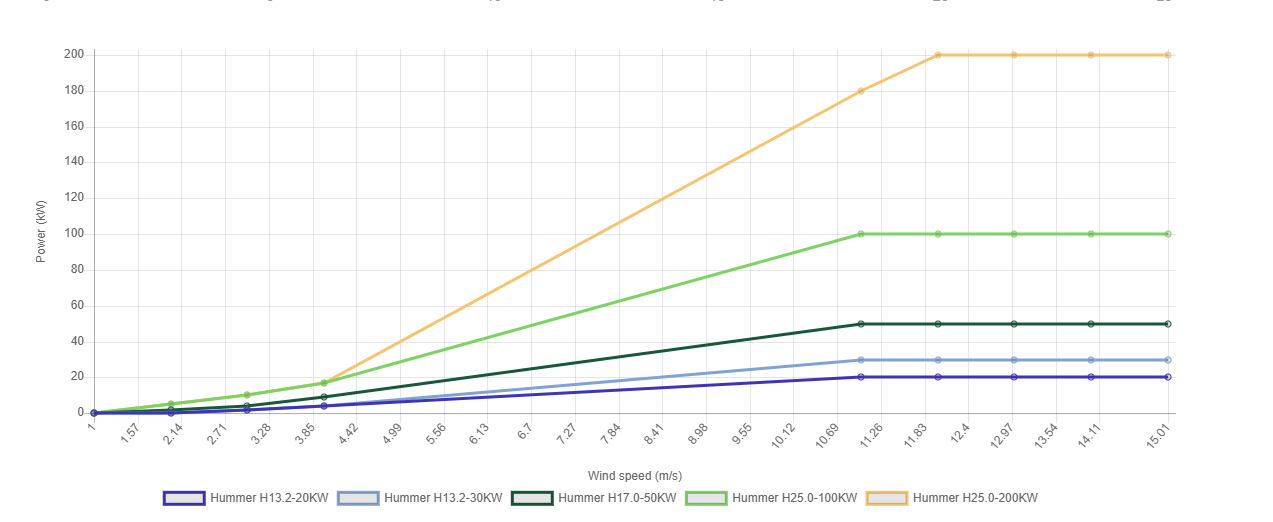 200
180
160
140
120
100
80
60
40
20
0
Power (kW)
1 1.57 2.14 2.71 3.28 3.85 4.42 4.99 5.56 6.13 6.7 7.27 7.84 8.41 8.98 9.55 10.12 10.69 11.26 11.83 12.4 12.97 13.54 14.11 15.01
Wind speed (m/s)
Hummer H13.2-20KW Hummer H13.2-30KW Hummer H17.0-50KW Hummer H25.0-100KW Hummer H25.0-200KW